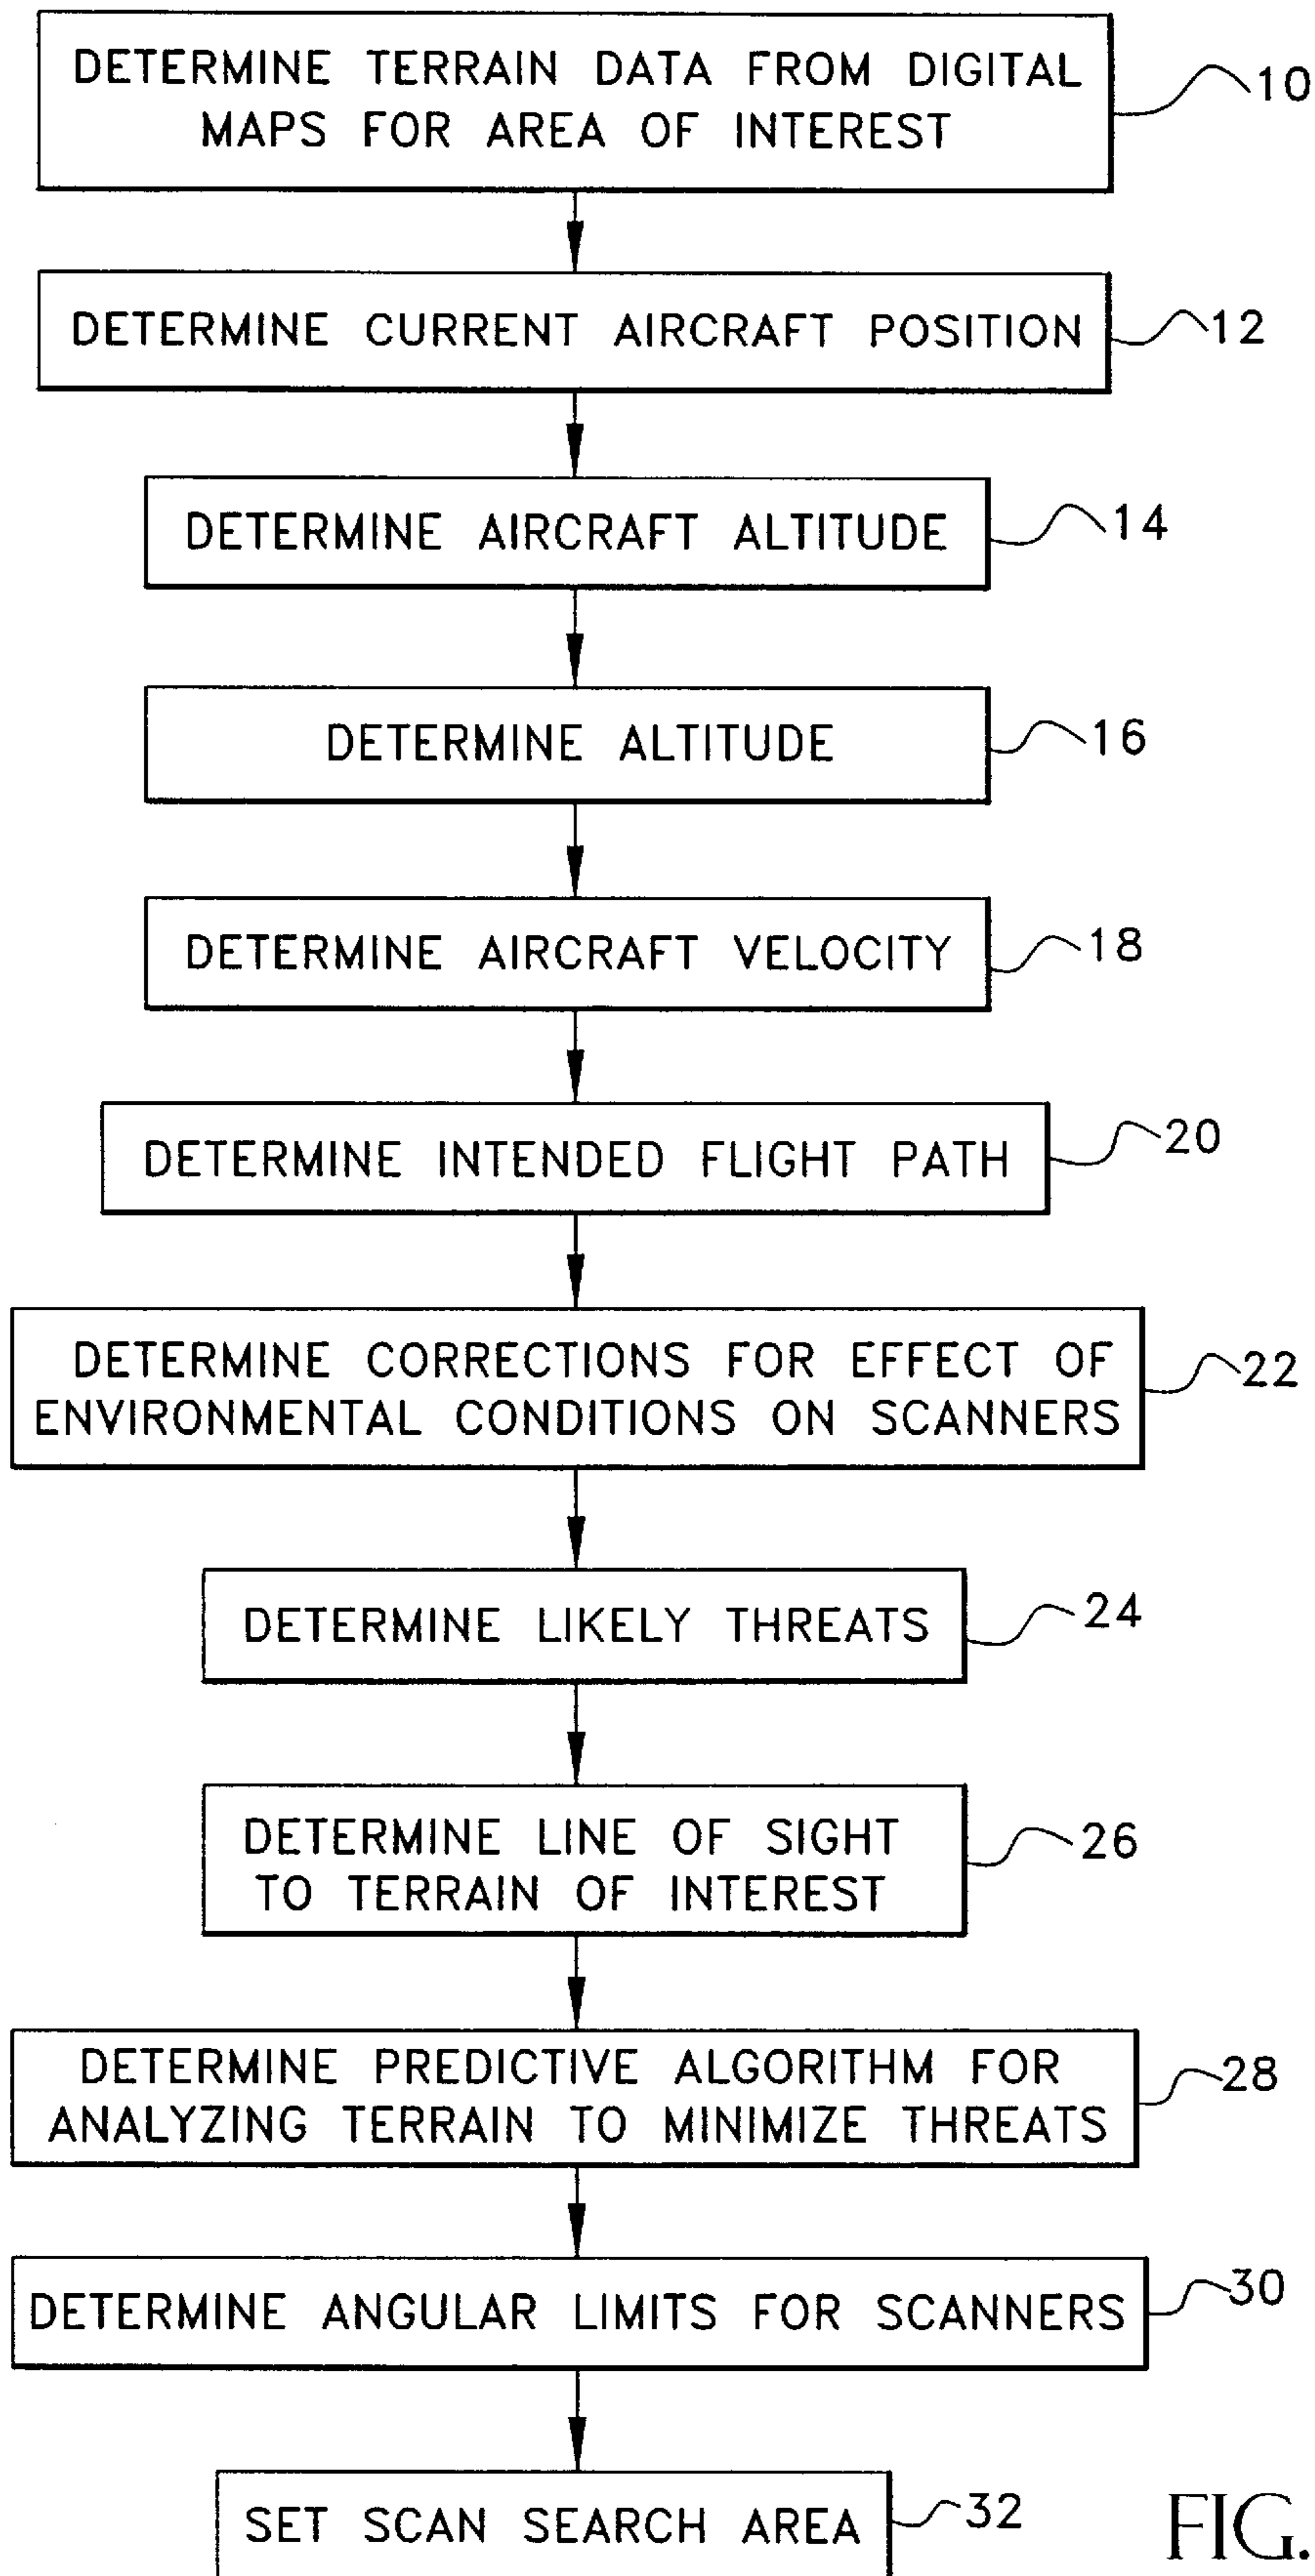 DETERMINE TERRAIN DATA FROM DIGITAL
MAPS FOR AREA OF INTEREST
10
DETERMINE CURRENT AIRCRAFT POSITION
12
DETERMINE AIRCRAFT ALTITUDE
14
DETERMINE ALTITUDE
16
DETERMINE AIRCRAFT VELOCITY
18
DETERMINE INTENDED FLIGHT PATH
20
DETERMINE CORRECTIONS FOR EFFECT OF
ENVIRONMENTAL CONDITIONS ON SCANNERS
22
DETERMINE LIKELY THREATS
24
DETERMINE LINE OF SIGHT
TO TERRAIN OF INTEREST
26
DETERMINE PREDICTIVE ALGORITHM FOR
ANALYZING TERRAIN TO MINIMIZE THREATS
28
DETERMINE ANGULAR LIMITS FOR SCANNERS
30
SET SCAN SEARCH AREA
32
FIG.